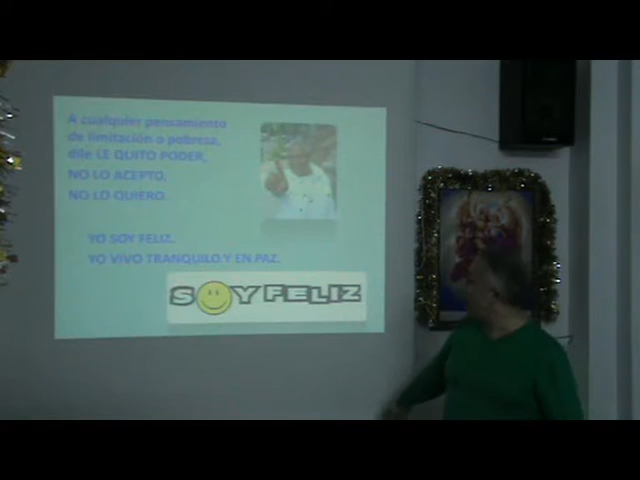 A cualquier pensamiento
de limitación o pobresa,
dile LE QUITO PODER,
NO LO ACEPTO,
NO LO QUIERO.
YO SOY FELIZ.
YO VIVO TRANQUILO Y EN PAZ.
SOY FELIZ